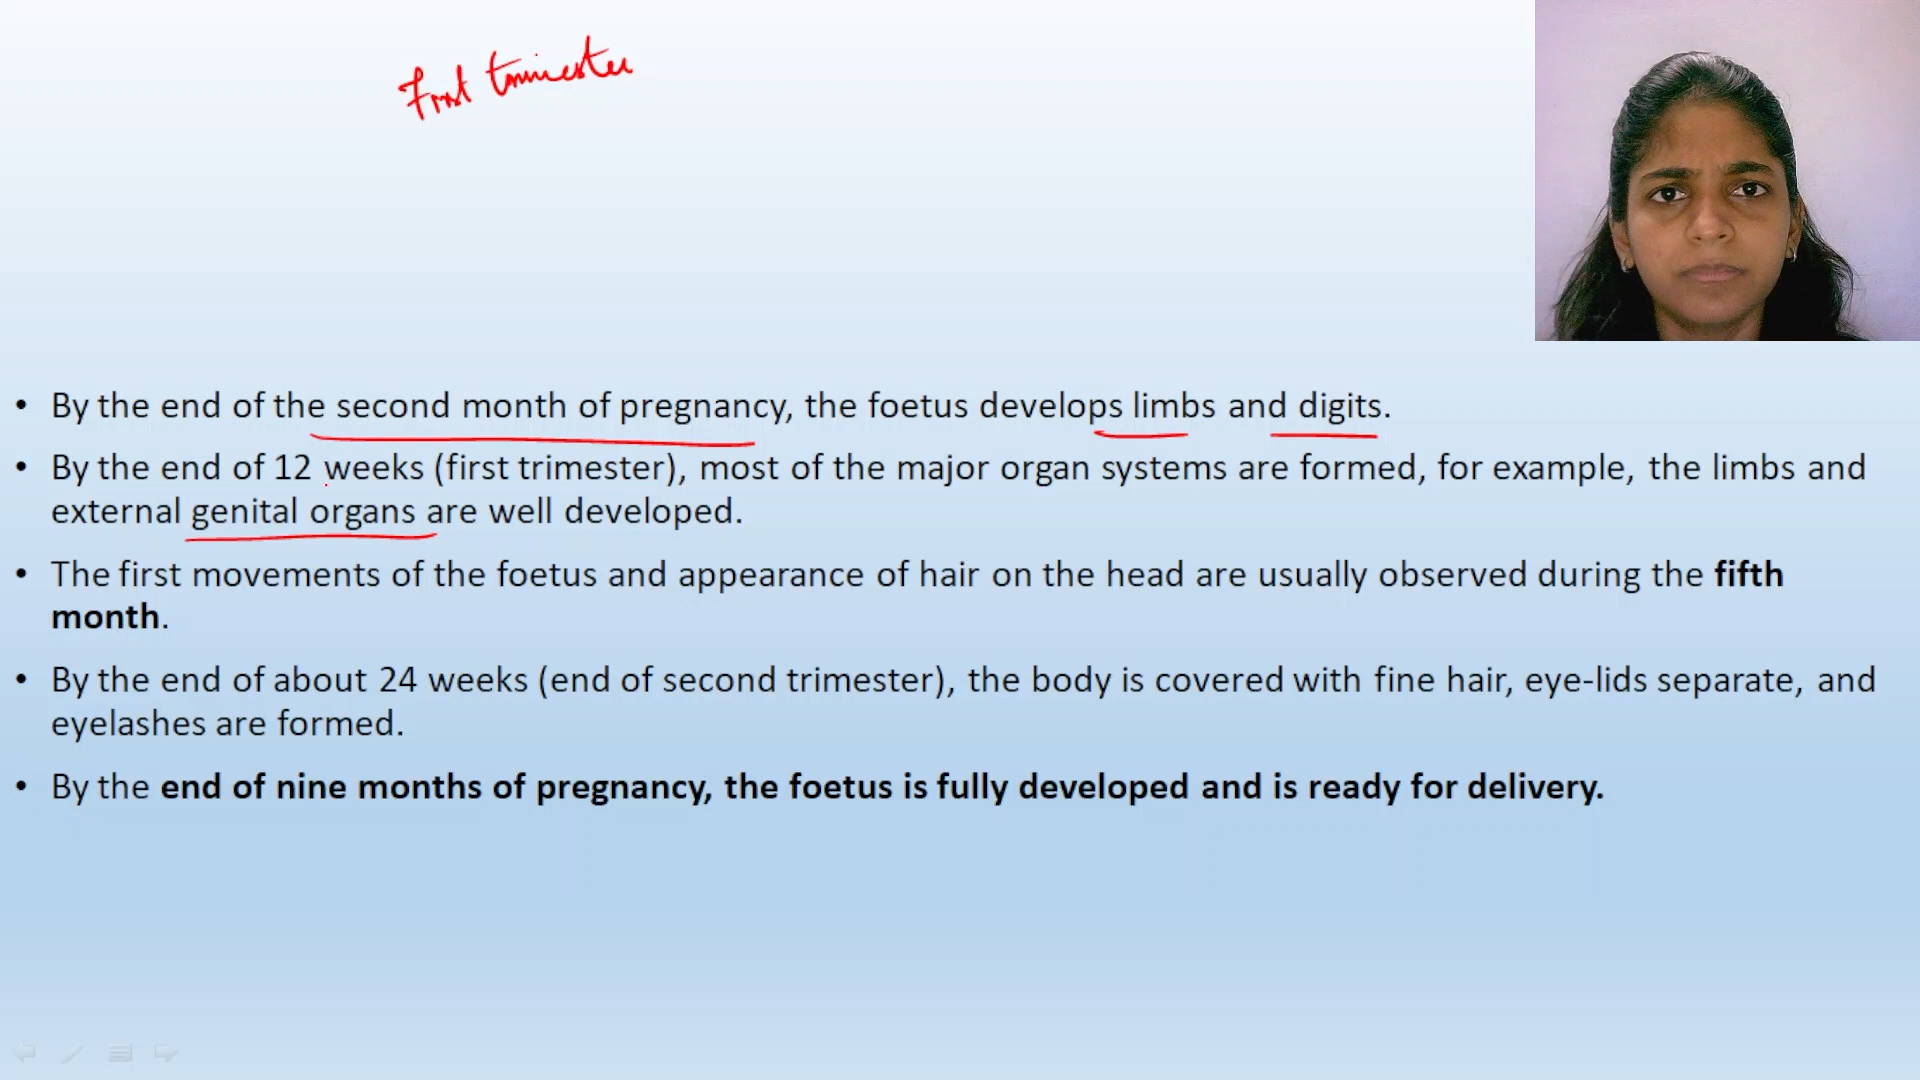 First trimester
• By the end of the second month of pregnancy, the foetus develops limbs and digits.
• By the end of 12 weeks (first trimester), most of the major organ systems are formed, for example, the limbs and
external genital organs are well developed.
• The first movements of the foetus and appearance of hair on the head are usually observed during the fifth
month.
• By the end of about 24 weeks (end of second trimester), the body is covered with fine hair, eye-lids separate, and
eyelashes are formed.
• By the end of nine months of pregnancy, the foetus is fully developed and is ready for delivery.